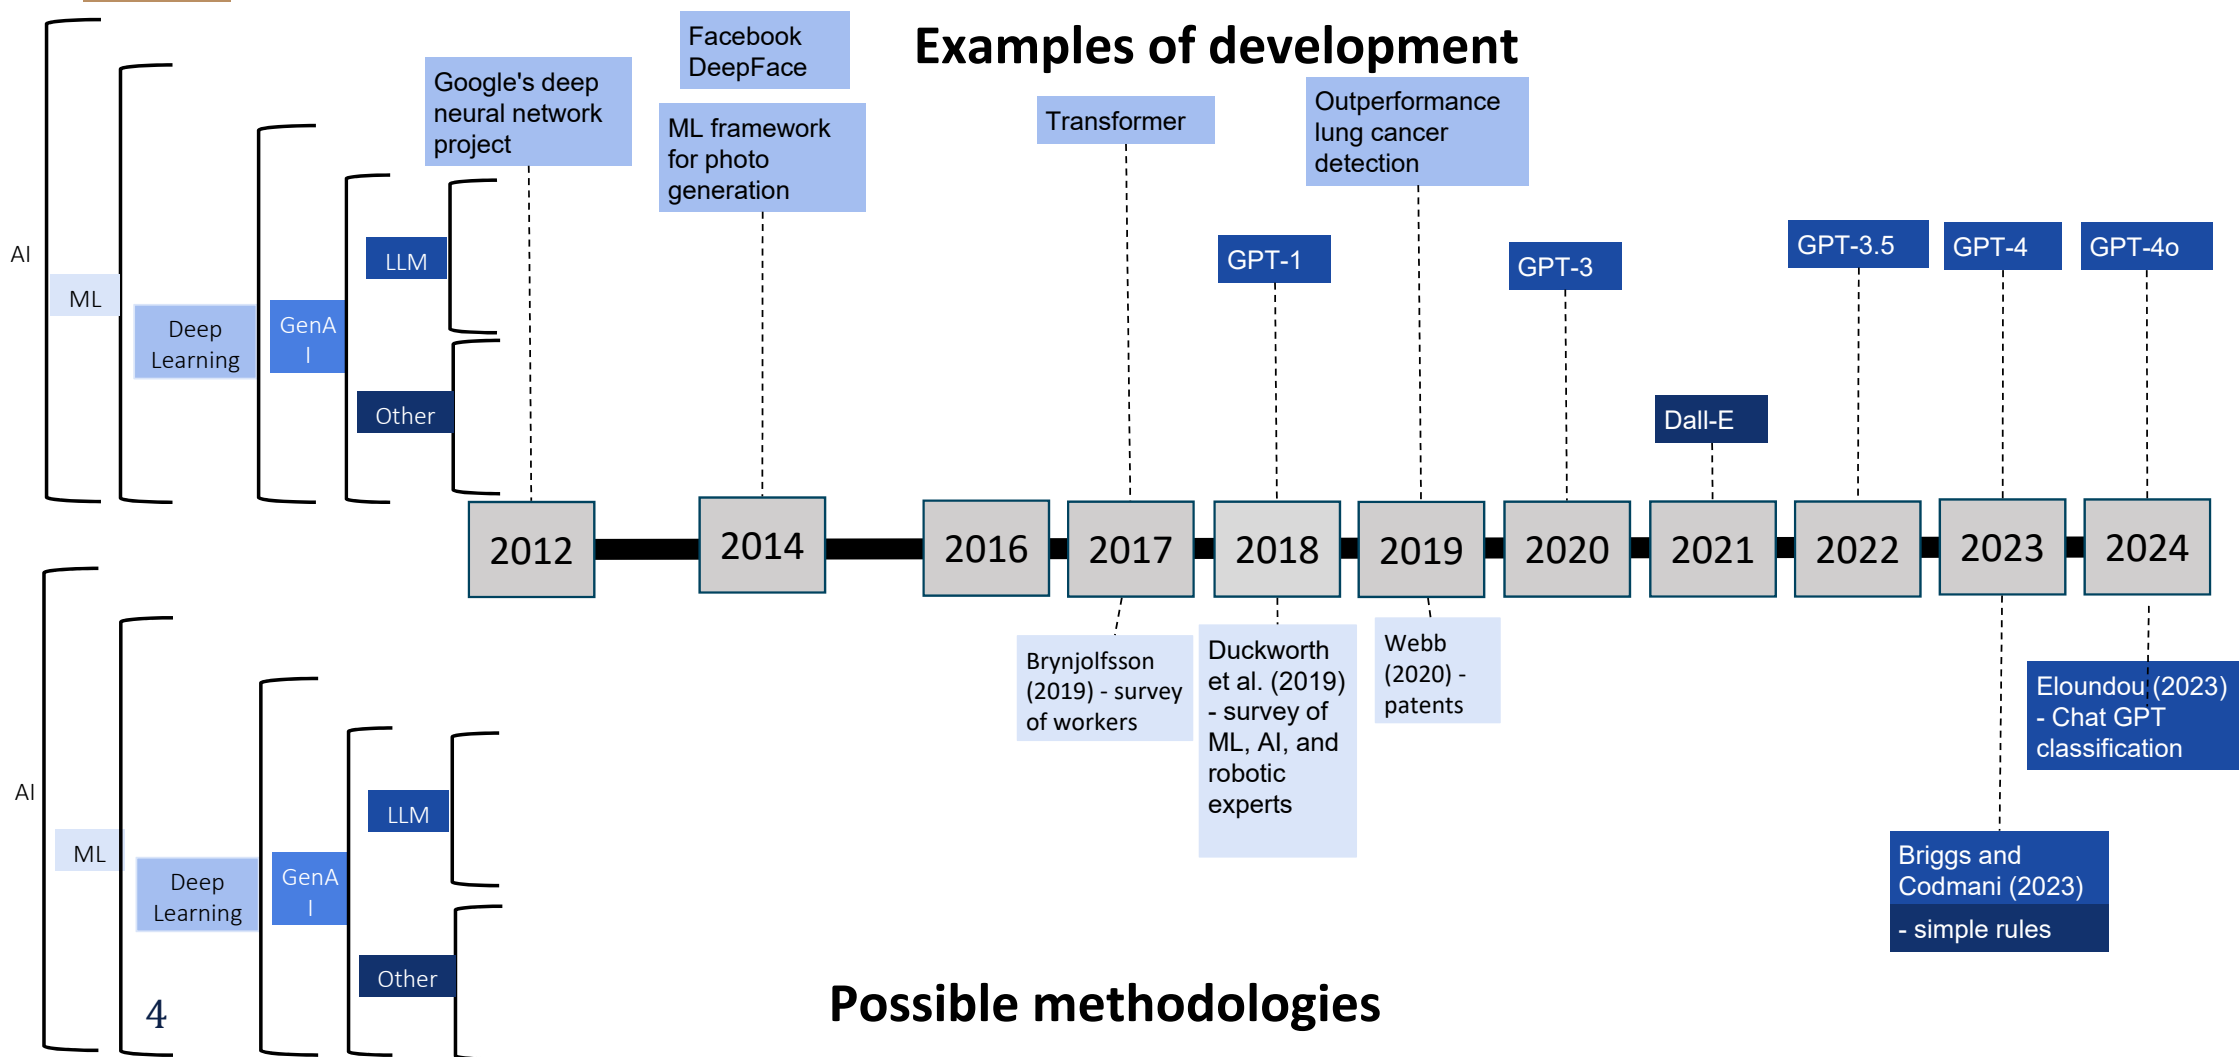 Examples of development
Facebook
DeepFace
Google's deep
neural network
project
ML framework
for photo
generation
Transformer
Outperformance
lung cancer
detection
AI
ML
Deep
Learning
GenA
I
LLM
Other
GPT-1
GPT-3
Dall-E
GPT-3.5
GPT-4
GPT-4o
2012
2014
2016
2017
2018
2019
2020
2021
2022
2023
2024
Brynjolfsson
(2019) - survey
of workers
Duckworth
et al. (2019)
- survey of
ML, AI, and
robotic
experts
Webb
(2020) -
patents
Eloundou (2023)
- Chat GPT
classification
Briggs and
Codmani (2023)
- simple rules
AI
ML
Deep
Learning
GenA
I
LLM
Other
Possible methodologies
4